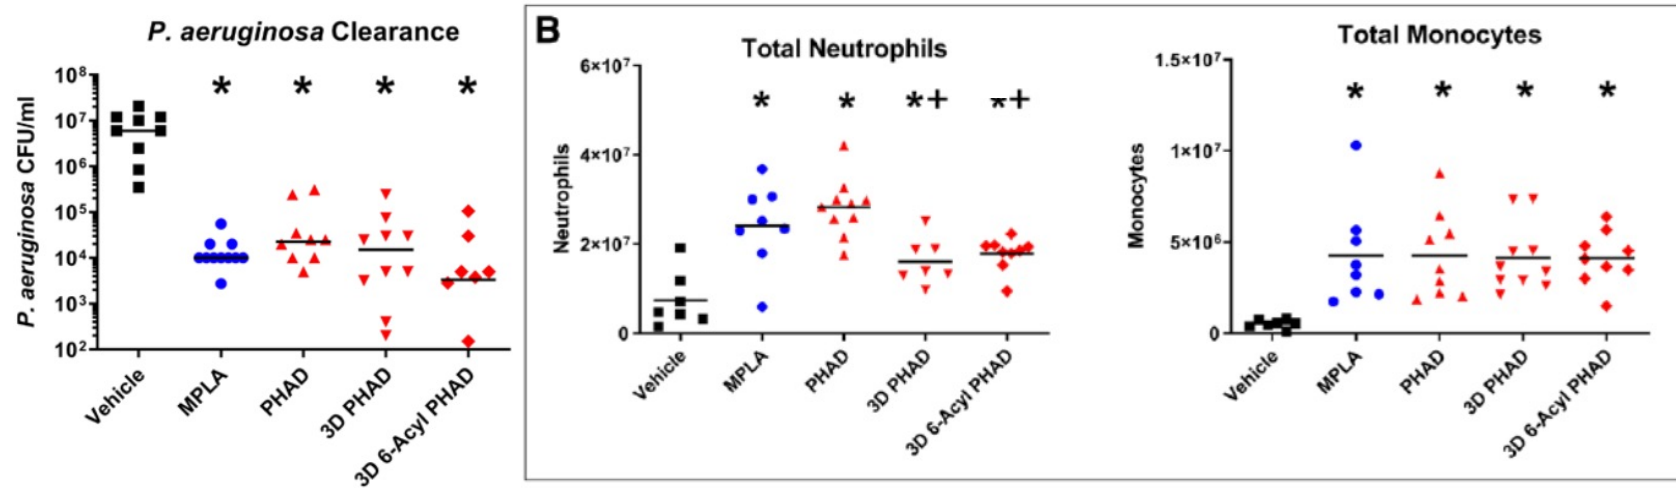 P. aeruginosa Clearance
P. aeruginosa CFU/ml
10⁸
10⁷
10⁶
10⁵
10⁴
10³
10²
* * * *
Vehicle
MPLA
PHAD
3D PHAD
3D 6-Acyl PHAD
B
Total Neutrophils
Neutrophils
6×10⁷
4×10⁷
2×10⁷
0
* * *+ *+
Vehicle
MPLA
PHAD
3D PHAD
3D 6-Acyl PHAD
Total Monocytes
Monocytes
1.5×10⁷
1×10⁷
5×10⁶
0
* * * *
Vehicle
MPLA
PHAD
3D PHAD
3D 6-Acyl PHAD